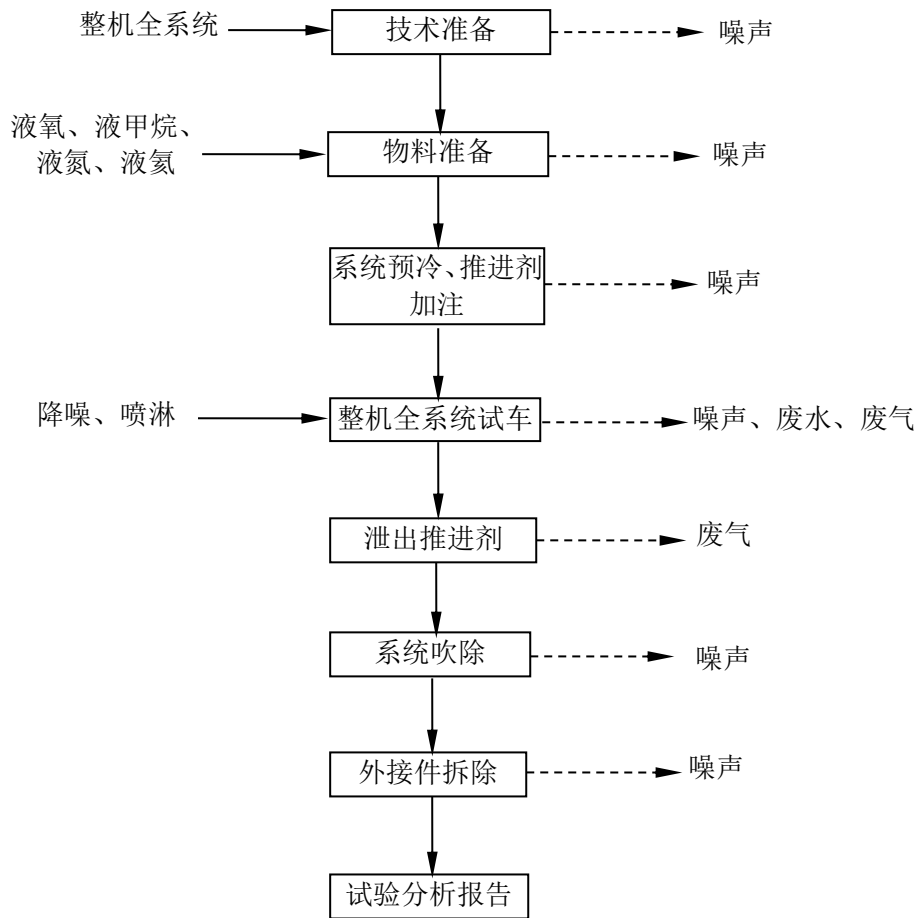 整机全系统
技术准备
噪声
液氧、液甲烷、
液氮、液氦
物料准备
噪声
系统预冷、推进剂
加注
噪声
降噪、喷淋
整机全系统试车
噪声、废水、废气
泄出推进剂
废气
系统吹除
噪声
外接件拆除
噪声
试验分析报告